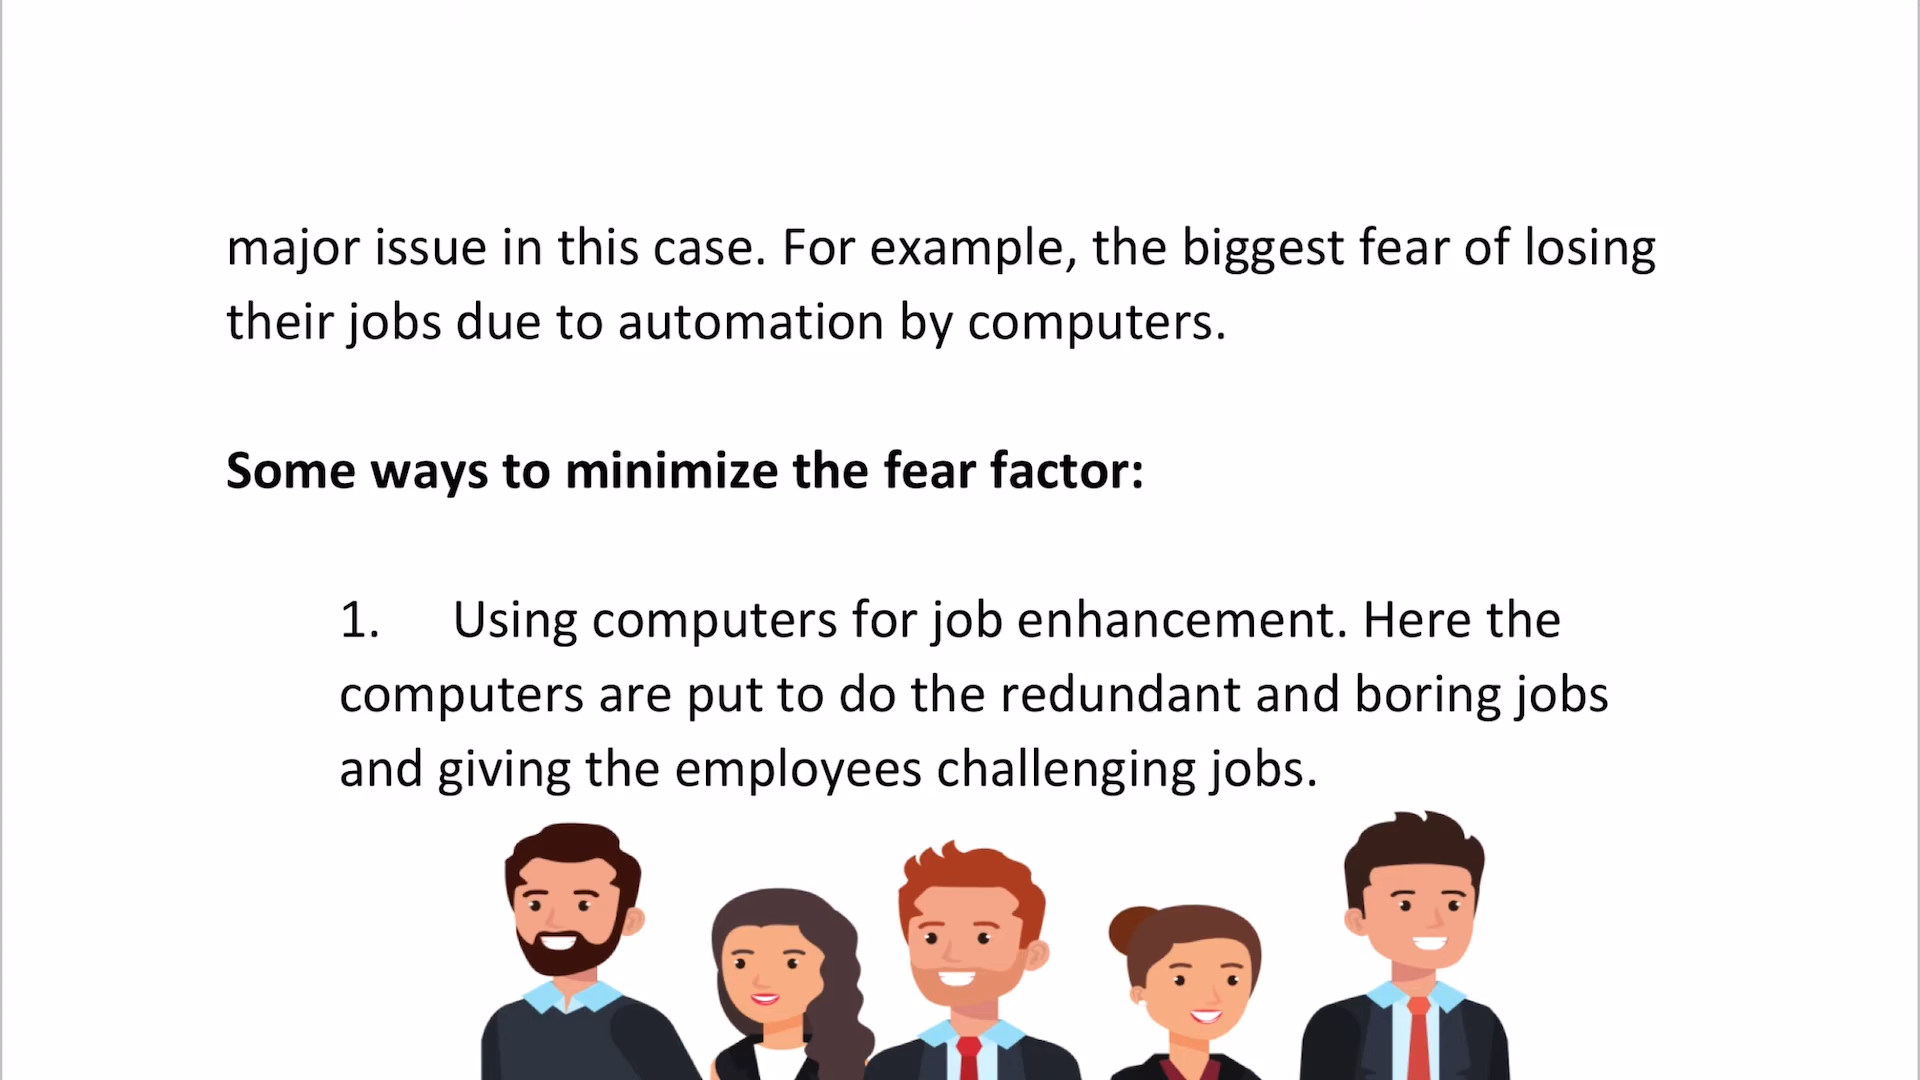 major issue in this case. For example, the biggest fear of losing
their jobs due to automation by computers.
Some ways to minimize the fear factor:
1. Using computers for job enhancement. Here the
computers are put to do the redundant and boring jobs
and giving the employees challenging jobs.